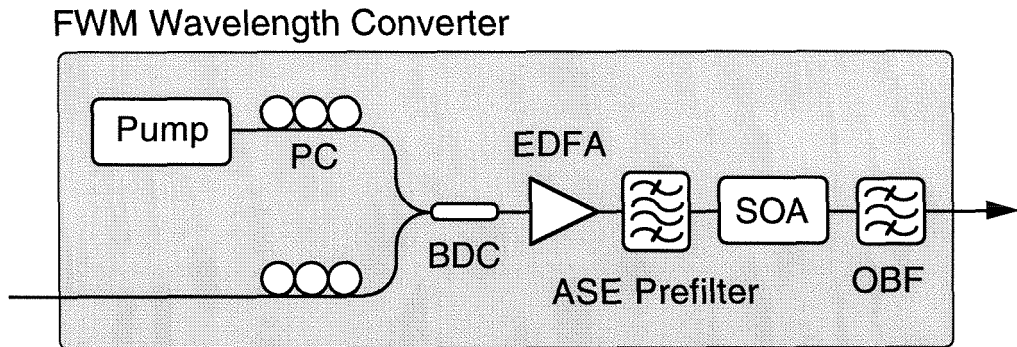 FWM Wavelength Converter
Pump
PC
EDFA
BDC
SOA
ASE Prefilter
OBF